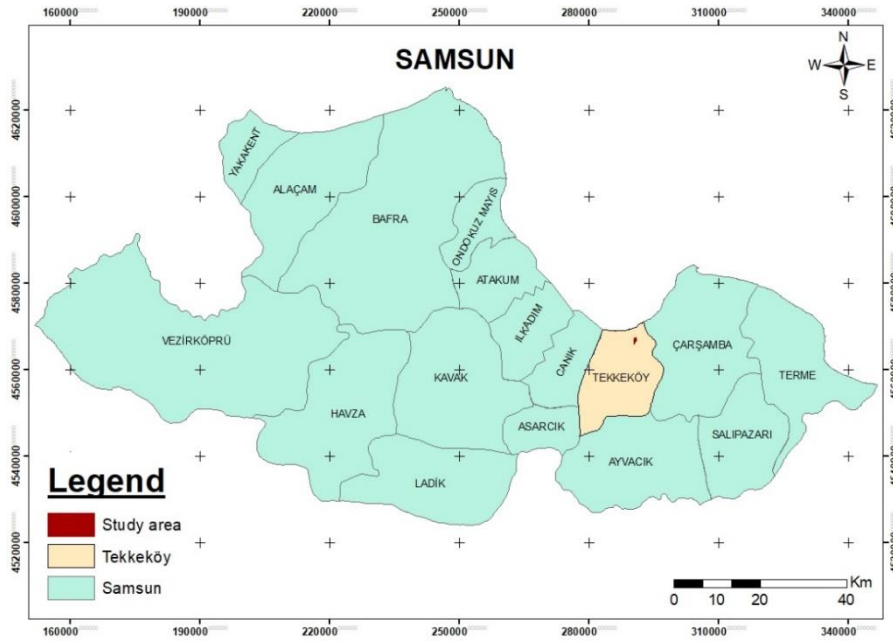 160000 190000 220000 250000 280000 310000 340000
SAMSUN
N
W E
S
4620000
YAKAKENT
ALAÇAM
4600000
BAFRA
ONDOKUZ MAYIS
4580000
ATAKUM
İLKADIM
VEZİRKÖPRÜ
ÇARŞAMBA
CANİK
4560000
KAVAK
TEKKEKÖY
TERME
HAVZA
ASARCIK
SALIPAZARI
4540000
AYVACIK
LADİK
Legend
Study area
4520000
Tekkeköy
Samsun
Km
0 10 20 40
160000 190000 220000 250000 280000 310000 340000